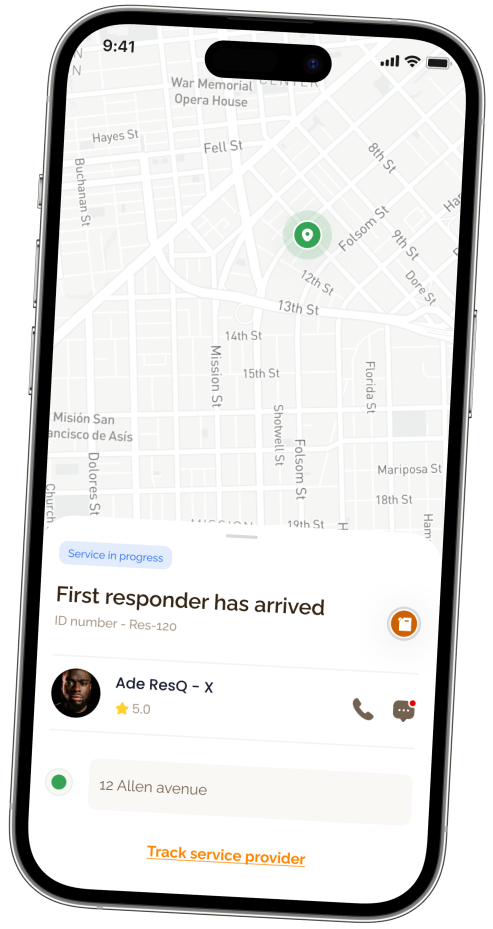 9:41
N
N
CENTER
War Memorial
Opera House
Hayes St
Fell St
8th St
Buchanan St
Folsom St
9th St
Dore St
12th St
13th St
14th St
15th St
Mission St
Florida St
Shotwell St
Folsom St
Misión San
ancisco de Asís
Dolores St
Mariposa St
18th St
Church
MISSION
19th St
H
Ham
Service in progress
First responder has arrived
ID number - Res-120
Ade ResQ - X
5.0
12 Allen avenue
Track service provider